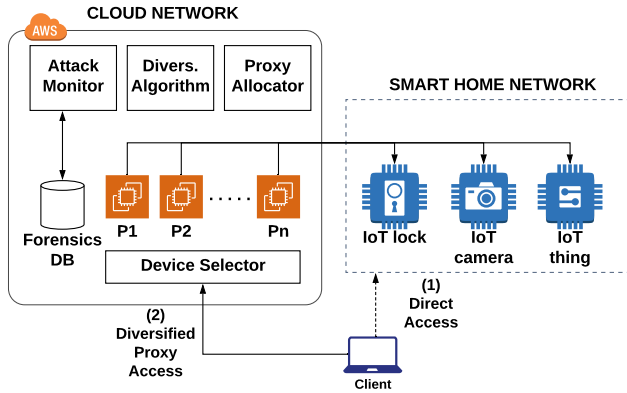 CLOUD NETWORK
AWS
Attack
Monitor
Divers.
Algorithm
Proxy
Allocator
SMART HOME NETWORK
Forensics
DB
P1
P2
.....
Pn
IoT lock
IoT
camera
IoT
thing
Device Selector
(1)
Direct
Access
(2)
Diversified
Proxy
Access
Client